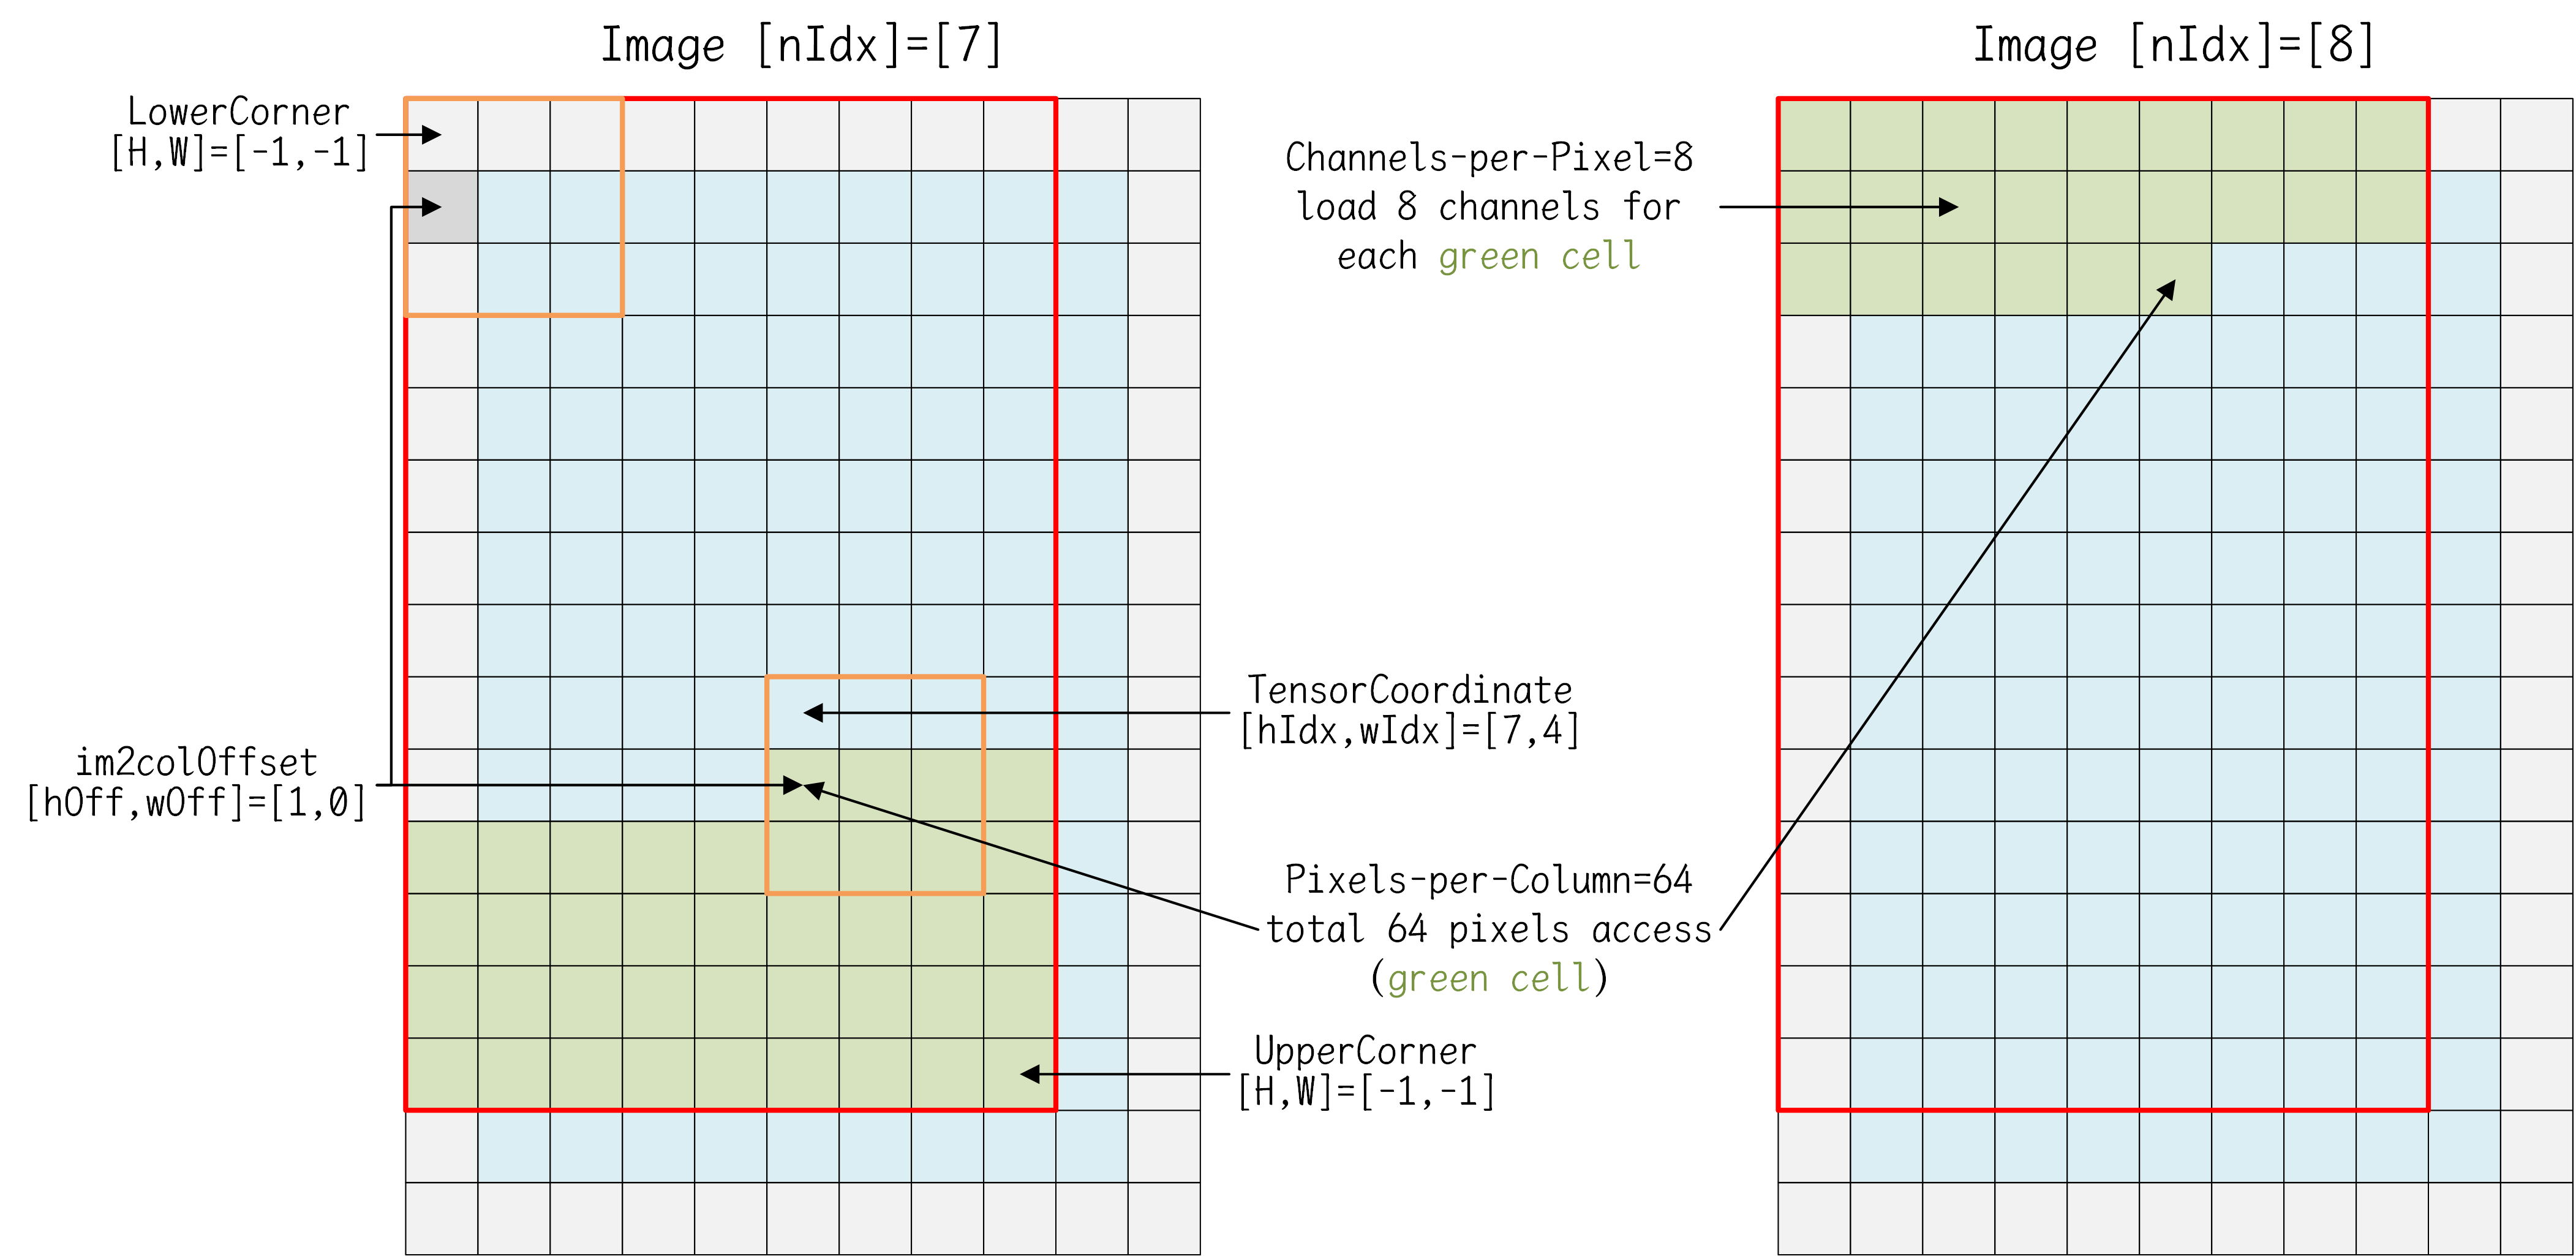 Image [nIdx]=[7]
Image [nIdx]=[8]
LowerCorner
[H,W]=[-1,-1]
Channels-per-Pixel=8
load 8 channels for
each green cell
TensorCoordinate
[hIdx,wIdx]=[7,4]
im2colOffset
[hOff,wOff]=[1,0]
Pixels-per-Column=64
total 64 pixels access
(green cell)
UpperCorner
[H,W]=[-1,-1]